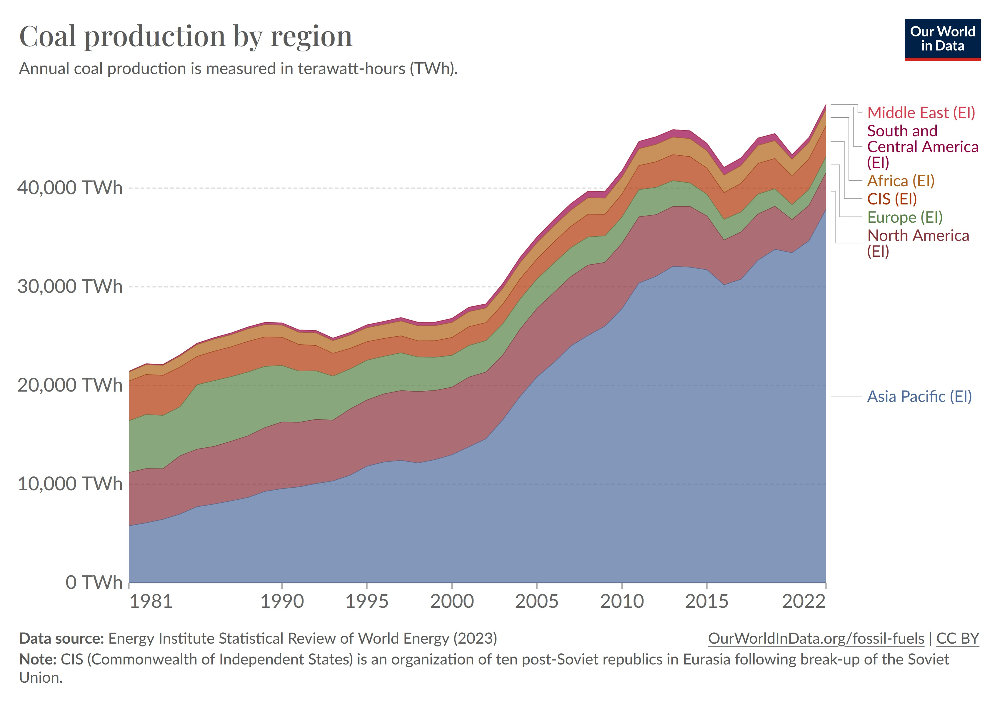 Coal production by region
Annual coal production is measured in terawatt-hours (TWh).
Our World
in Data
40,000 TWh
30,000 TWh
20,000 TWh
10,000 TWh
0 TWh
Middle East (EI)
South and
Central America
(EI)
Africa (EI)
CIS (EI)
Europe (EI)
North America
(EI)
Asia Pacific (EI)
1981
1990
1995
2000
2005
2010
2015
2022
Data source: Energy Institute Statistical Review of World Energy (2023)
OurWorldInData.org/fossil-fuels | CC BY
Note: CIS (Commonwealth of Independent States) is an organization of ten post-Soviet republics in Eurasia following break-up of the Soviet
Union.